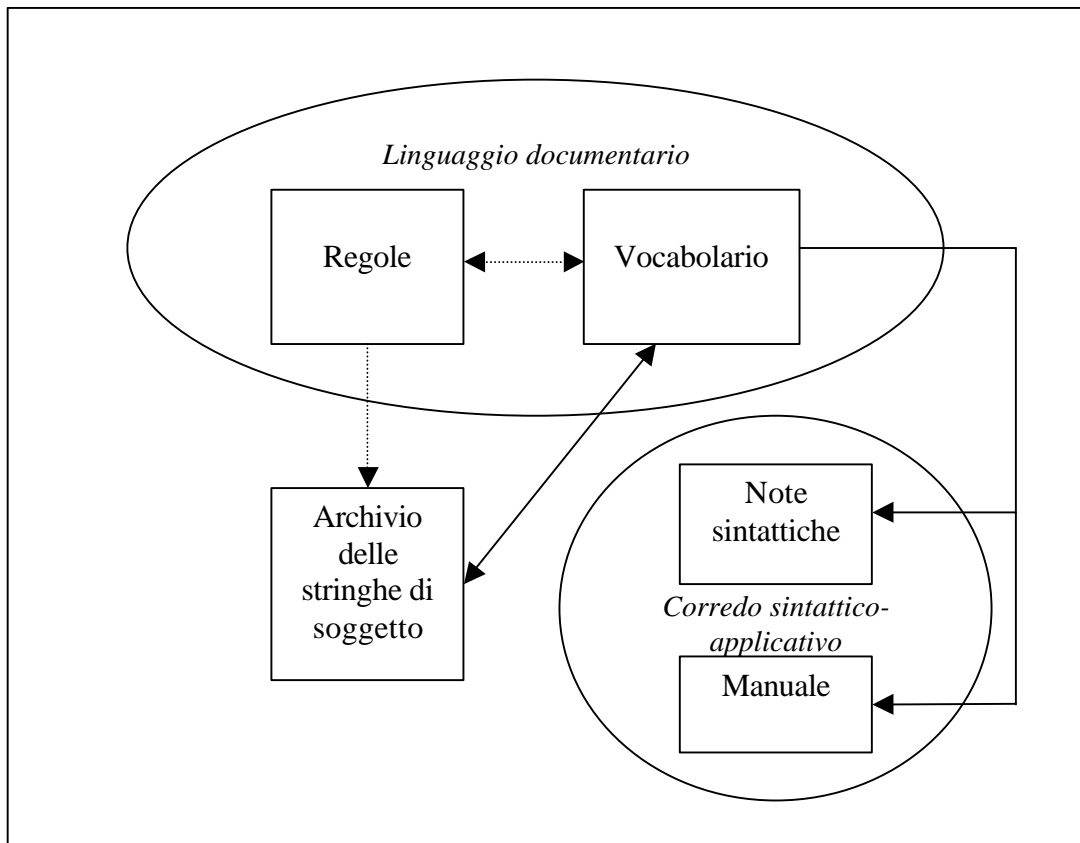 Linguaggio documentario
Regole
Vocabolario
Archivio
delle
stringhe di
soggetto
Note
sintattiche
Corredo sintattico-
applicativo
Manuale